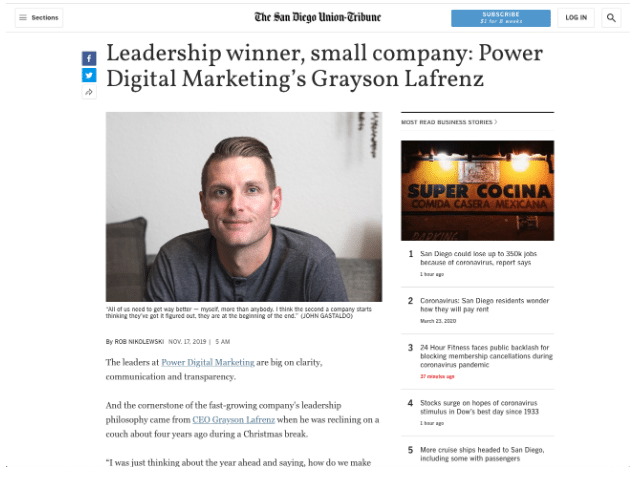 Sections
The San Diego Union-Tribune
SUBSCRIBE
$1 for 8 weeks
LOG IN
Leadership winner, small company: Power
Digital Marketing's Grayson Lafrenz
"All of us need to get way better — myself, more than anybody. I think the second a company starts
thinking they've got it figured out, they are at the beginning of the end." (JOHN GASTALDO)
By ROB NIKOLEWSKI
NOV. 17, 2019 | 5 AM
The leaders at Power Digital Marketing are big on clarity,
communication and transparency.
And the cornerstone of the fast-growing company's leadership
philosophy came from CEO Grayson Lafrenz when he was reclining on a
couch about four years ago during a Christmas break.
"I was just thinking about the year ahead and saying, how do we make
MOST READ BUSINESS STORIES >
SUPER COCINA
COMIDA CASERA MEXICANA
PARKING
1 San Diego could lose up to 350k jobs
because of coronavirus, report says
1 hour ago
2 Coronavirus: San Diego residents wonder
how they will pay rent
March 23, 2020
3 24 Hour Fitness faces public backlash for
blocking membership cancellations during
coronavirus pandemic
37 minutes ago
4 Stocks surge on hopes of coronavirus
stimulus in Dow's best day since 1933
1 hour ago
5 More cruise ships headed to San Diego,
including some with passengers